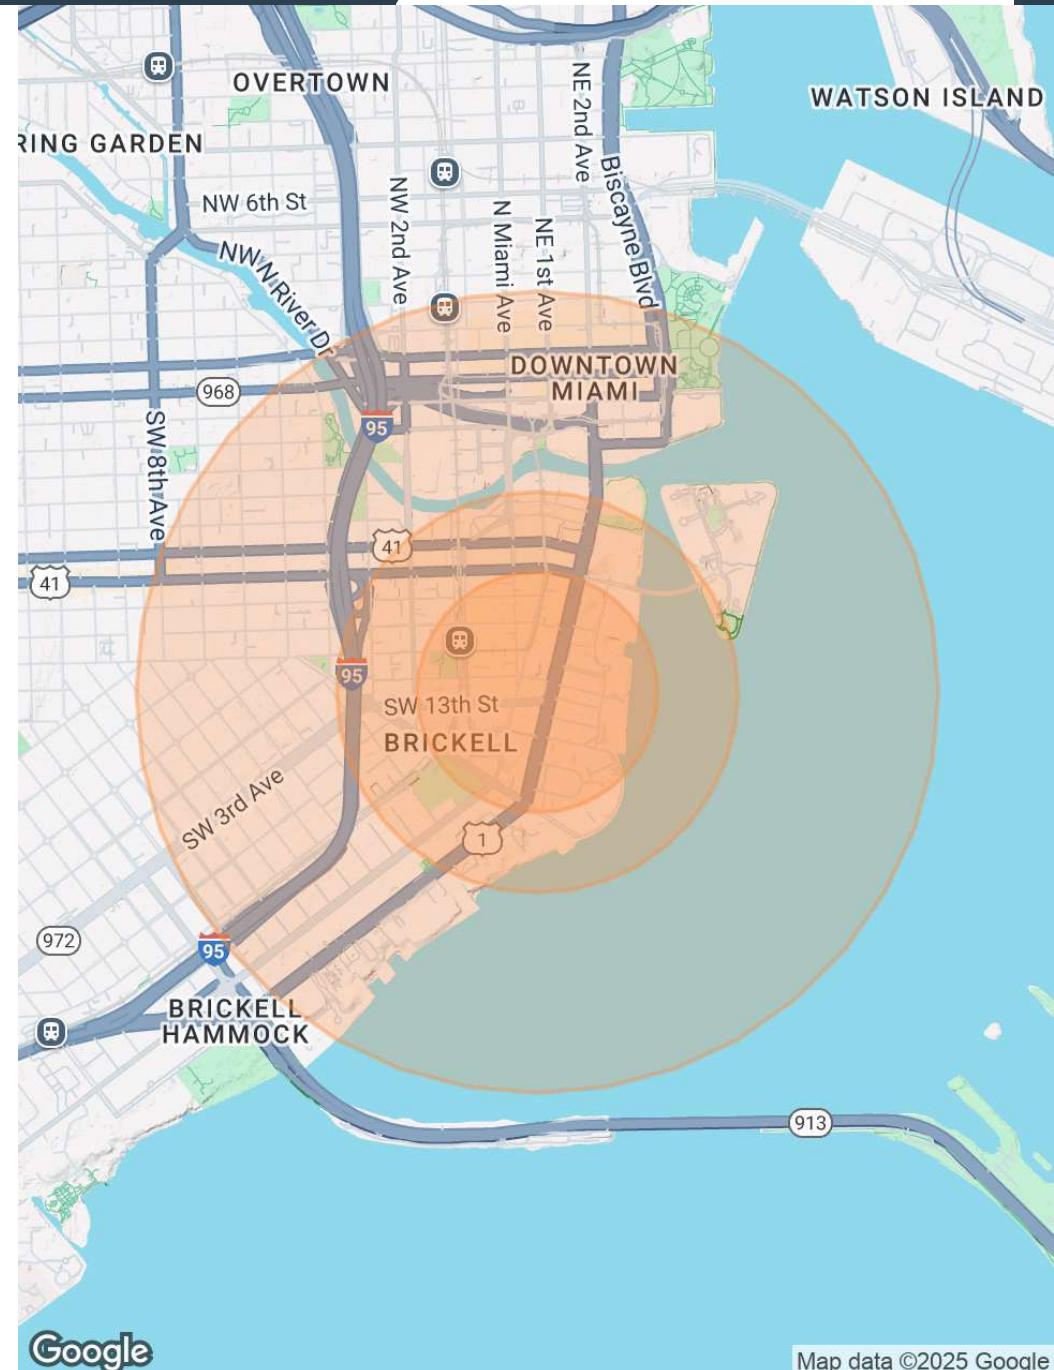 OVERTOWN
WATSON ISLAND
RING GARDEN
NE 2nd Ave
NW 6th St
NW 2nd Ave
N Miami Ave
NE 1st Ave
Biscayne Blvd
NW N River Dr
DOWNTOWN
MIAMI
968
95
SW 8th Ave
41
41
95
SW 13th St
BRICKELL
SW 3rd Ave
1
972
95
BRICKELL
HAMMOCK
913
Google
Map data ©2025 Google